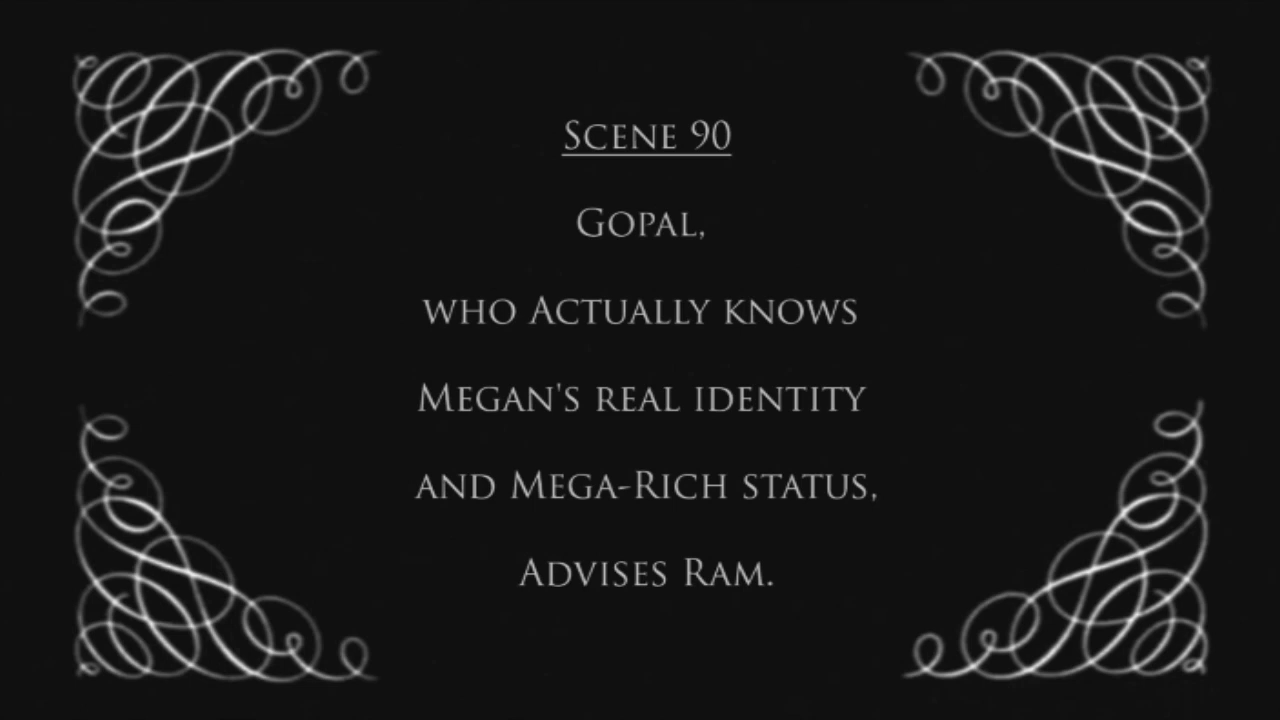 Scene 90
Gopal,
who Actually knows
Megan's real identity
and Mega-Rich status,
Advises Ram.